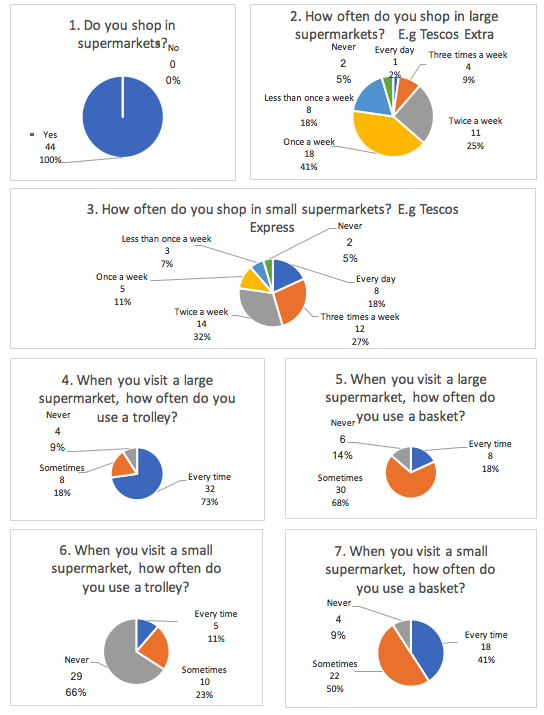 1. Do you shop in
supermarkets?
No
0
0%
Yes
44
100%
2. How often do you shop in large
supermarkets? E.g Tescos Extra
Never
2
5%
Every day
1
2%
Three times a week
4
9%
Less than once a week
8
18%
Twice a week
11
25%
Once a week
18
41%
3. How often do you shop in small supermarkets? E.g Tescos
Express
Never
2
5%
Less than once a week
3
7%
Once a week
5
11%
Every day
8
18%
Twice a week
14
32%
Three times a week
12
27%
4. When you visit a large
supermarket, how often do you
use a trolley?
Never
4
9%
Sometimes
8
18%
Every time
32
73%
5. When you visit a large
supermarket, how often do
you use a basket?
Never
6
14%
Every time
8
18%
Sometimes
30
68%
6. When you visit a small
supermarket, how often do
you use a trolley?
Every time
5
11%
Never
29
66%
Sometimes
10
23%
7. When you visit a small
supermarket, how often do
you use a basket?
Never
4
9%
Every time
18
41%
Sometimes
22
50%